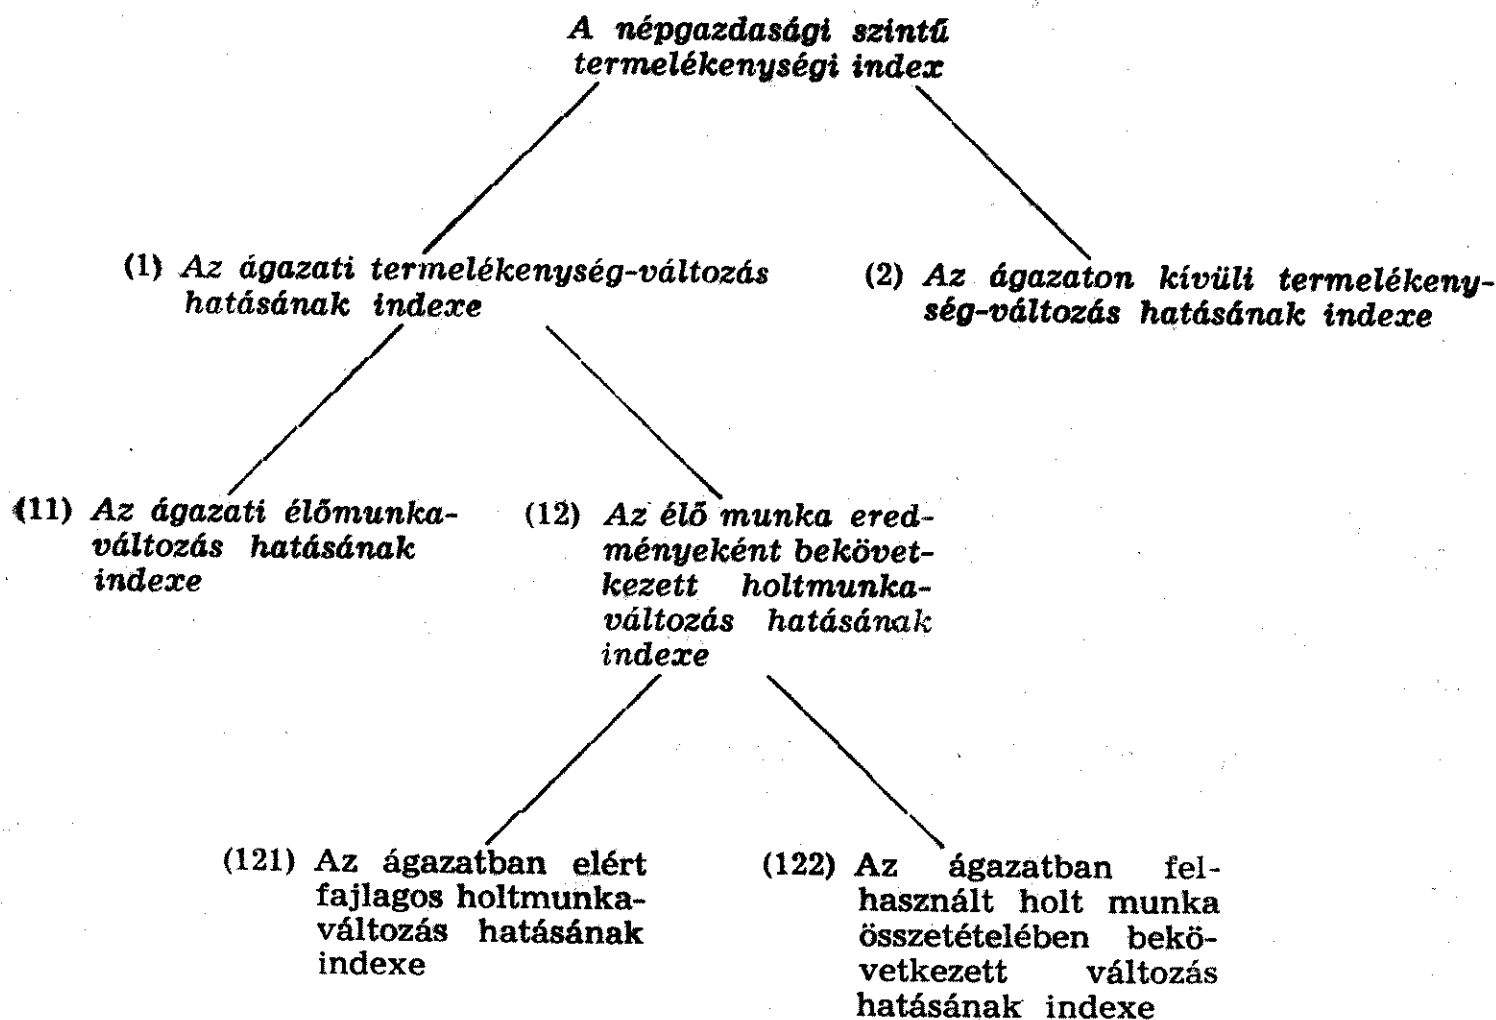 A népgazdasági szintű
termelékenységi index
(1) Az ágazati termelékenység-változás
hatásának indexe
(2) Az ágazaton kívüli termelékeny-
ség-változás hatásának indexe
(11) Az ágazati élőmunka-
változás hatásának
indexe
(12) Az élő munka ered-
ményeként bekövet-
kezett holtmunka-
változás hatásának
indexe
(121) Az ágazatban elért
fajlagos holtmunka-
változás hatásának
indexe
(122) Az ágazatban fel-
használt holt munka
összetételében bekö-
vetkezett változás
hatásának indexe